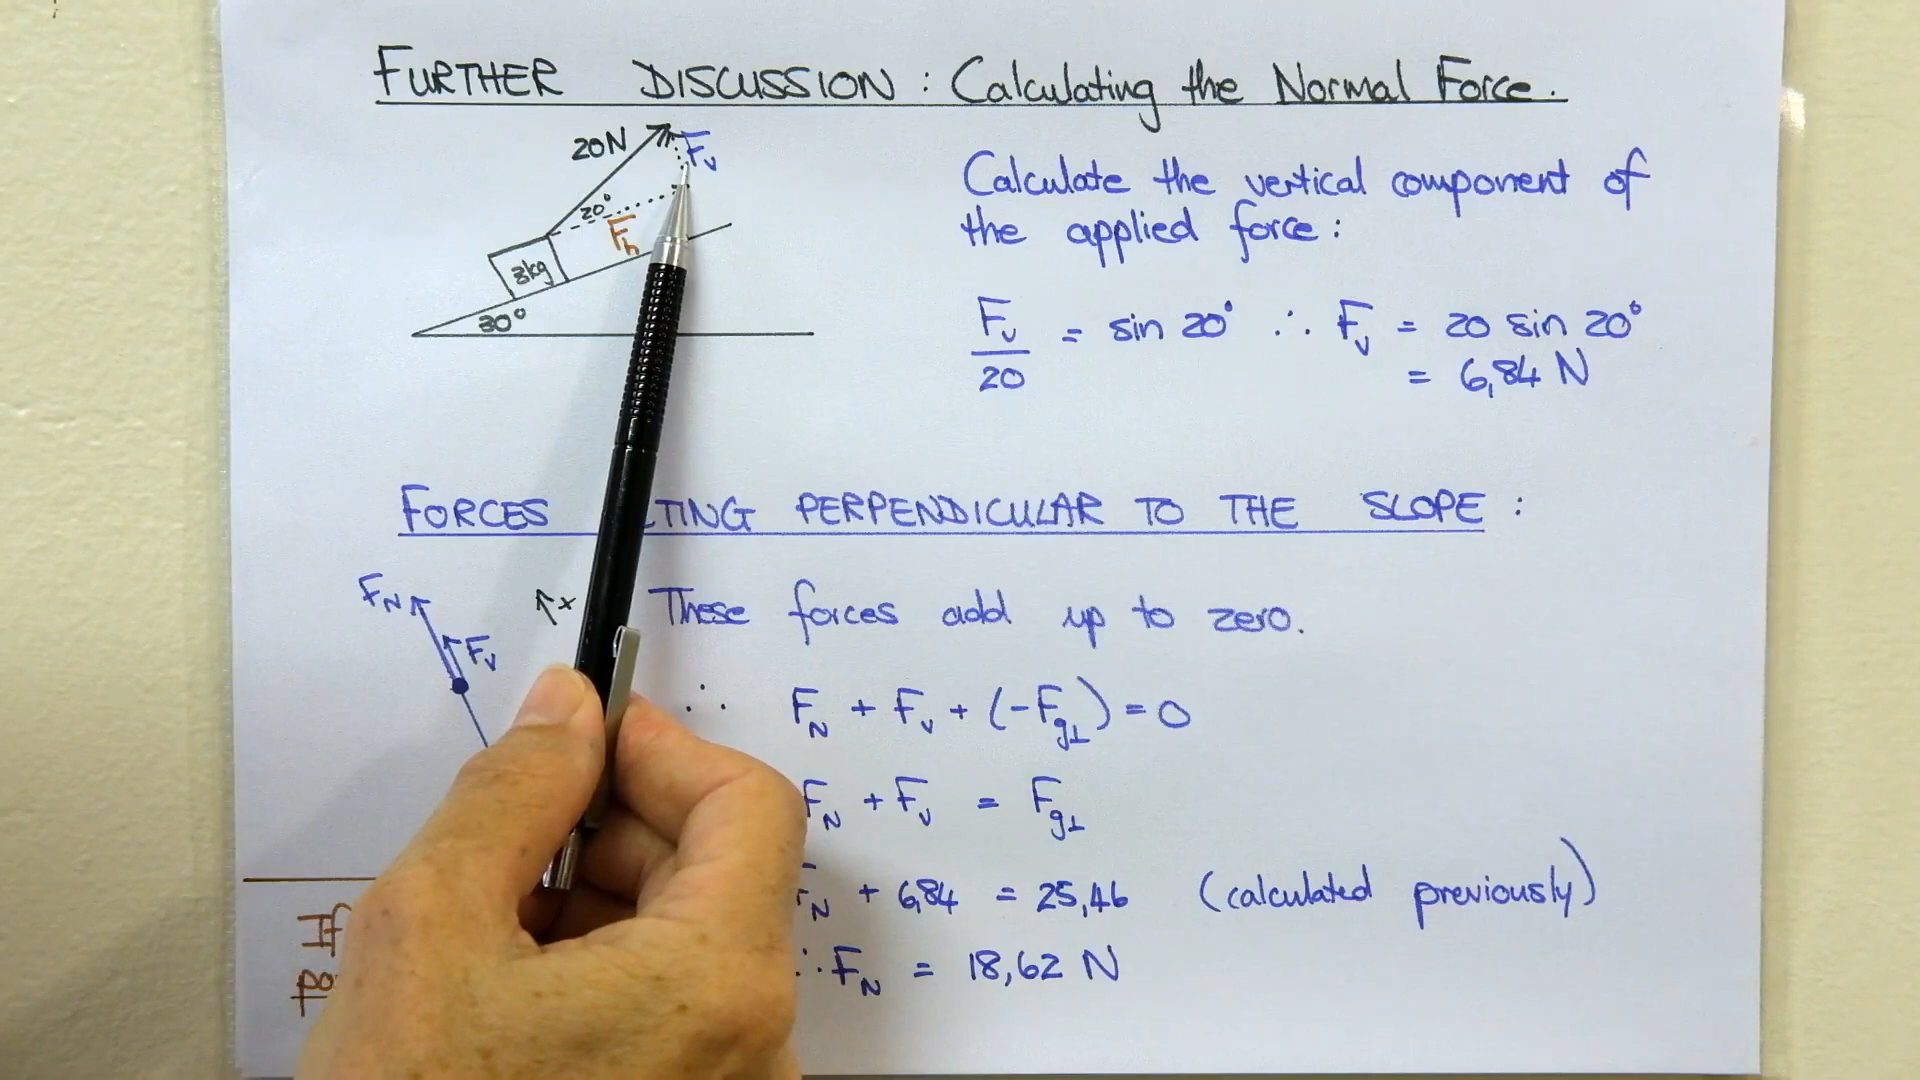 FURTHER DISCUSSION : Calculating the Normal Force.
20N
Fv
20°
Fh
3kg
30°
Calculate the vertical component of
the applied force :
Fv/20 = sin 20° ∴ Fv = 20 sin 20°
= 6,84 N
FORCES TING PERPENDICULAR TO THE SLOPE :
FN
Fv
x
These forces add up to zero.
∴ FN + Fv + (-Fg⊥) = 0
FN + Fv = Fg⊥
FN + 6,84 = 25,46 (calculated previously)
∴ FN = 18,62 N